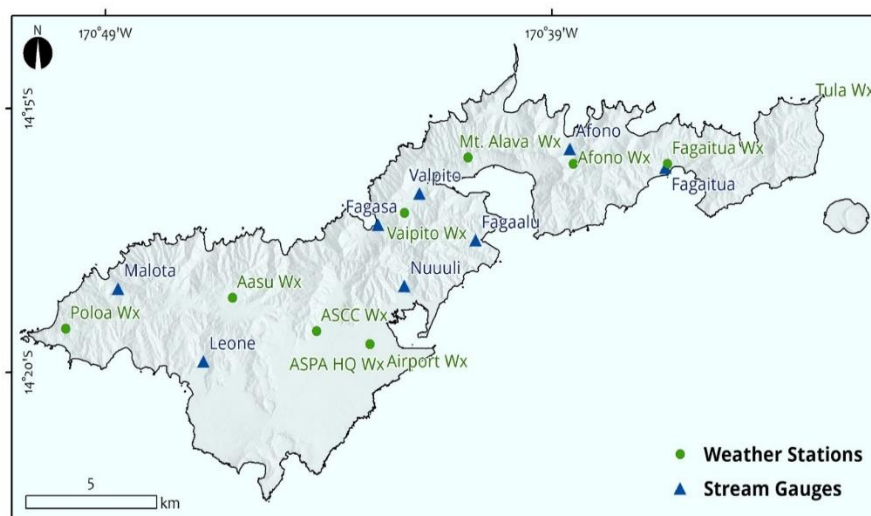 170°49'W
170°39'W
N
14°15'S
Tula Wx
Afono
Mt. Alava Wx
Afono Wx
Fagaitua Wx
Valpito
Fagaitua
Fagasa
Vaipito Wx
Fagaalu
Malota
Aasu Wx
Nuuuli
Poloa Wx
ASCC Wx
Leone
ASPA HQ Wx
Airport Wx
14°20'S
Weather Stations
Stream Gauges
5
km